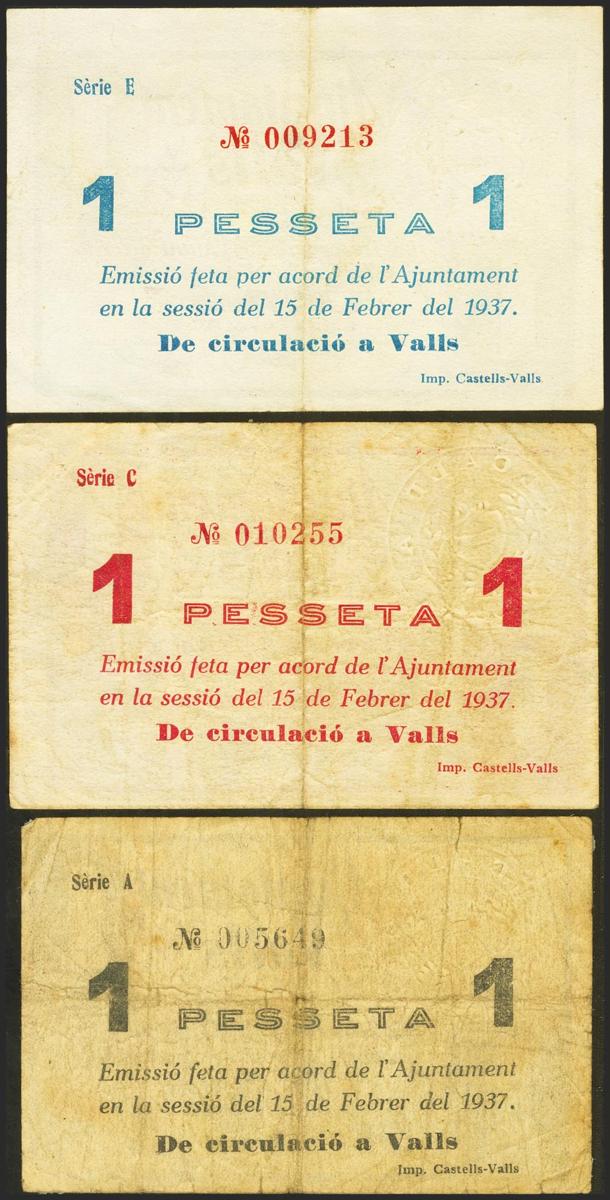 Sèrie E
№ 009213
1 PESSETA 1
Emissió feta per acord de l'Ajuntament
en la sessió del 15 de Febrer del 1937.
De circulació a Valls
Imp. Castells-Valls
Sèrie C
№ 010255
1 PESSETA 1
Emissió feta per acord de l'Ajuntament
en la sessió del 15 de Febrer del 1937.
De circulació a Valls
Imp. Castells-Valls
Sèrie A
№ 005649
1 PESSETA 1
Emissió feta per acord de l'Ajuntament
en la sessió del 15 de Febrer del 1937.
De circulació a Valls
Imp. Castells-Valls